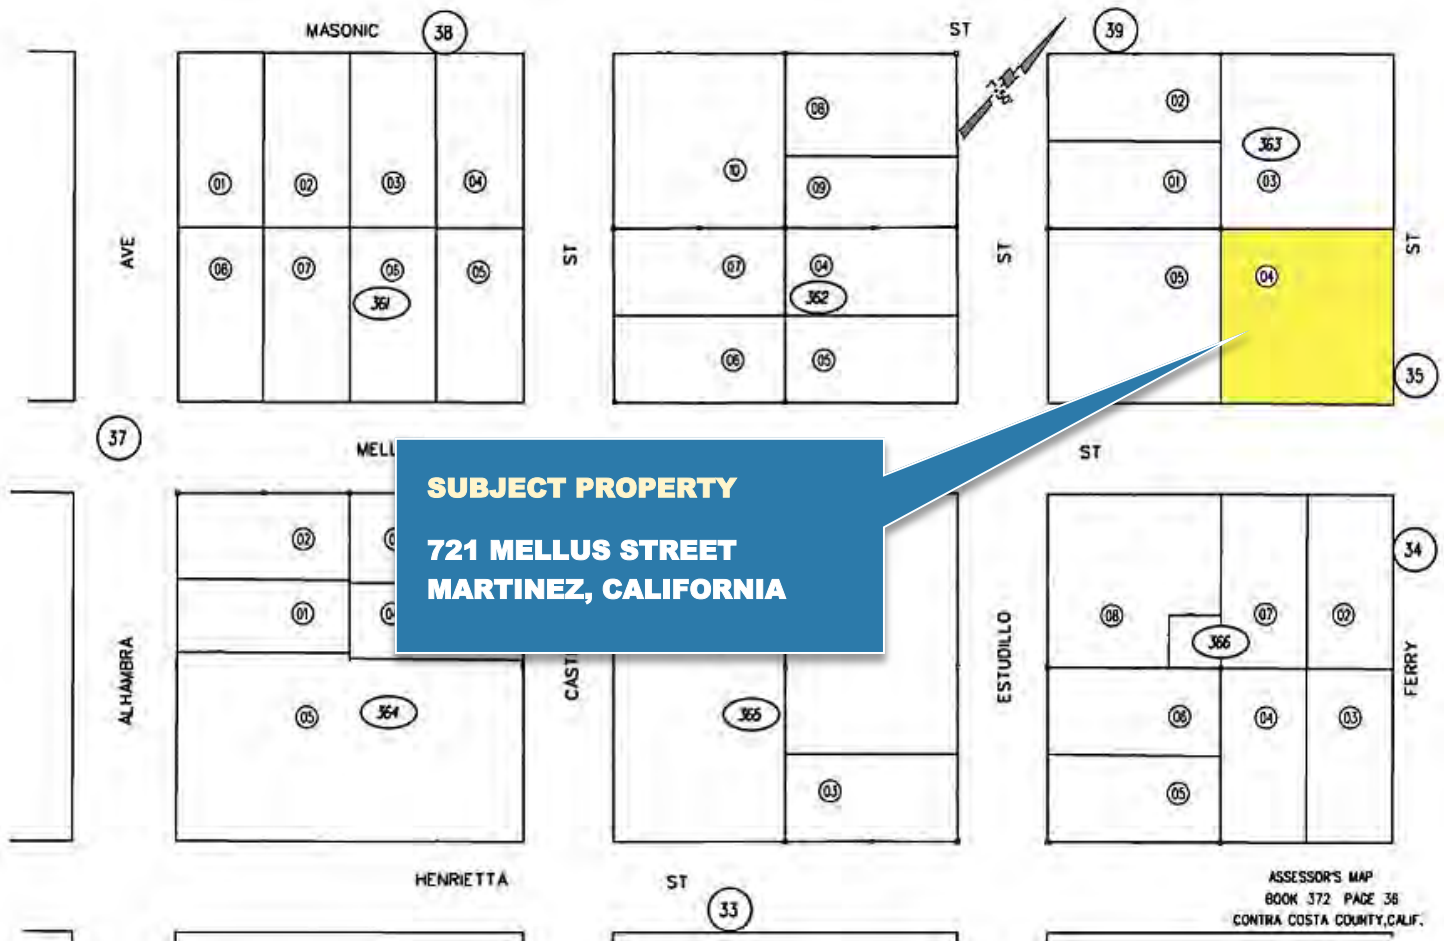 MASONIC
38
ST
39
08
02
363
10
01
02
03
04
09
01
03
AVE
ST
ST
ST
08
07
06
05
07
04
05
04
361
362
06
05
35
37
ST
SUBJECT PROPERTY
721 MELLUS STREET
MARTINEZ, CALIFORNIA
02
34
01
08
07
02
366
ALHAMBRA
ESTUDILLO
FERRY
05
364
365
06
04
03
03
05
HENRIETTA
ST
33
ASSESSOR'S MAP
BOOK 372 PAGE 36
CONTRA COSTA COUNTY,CALIF.